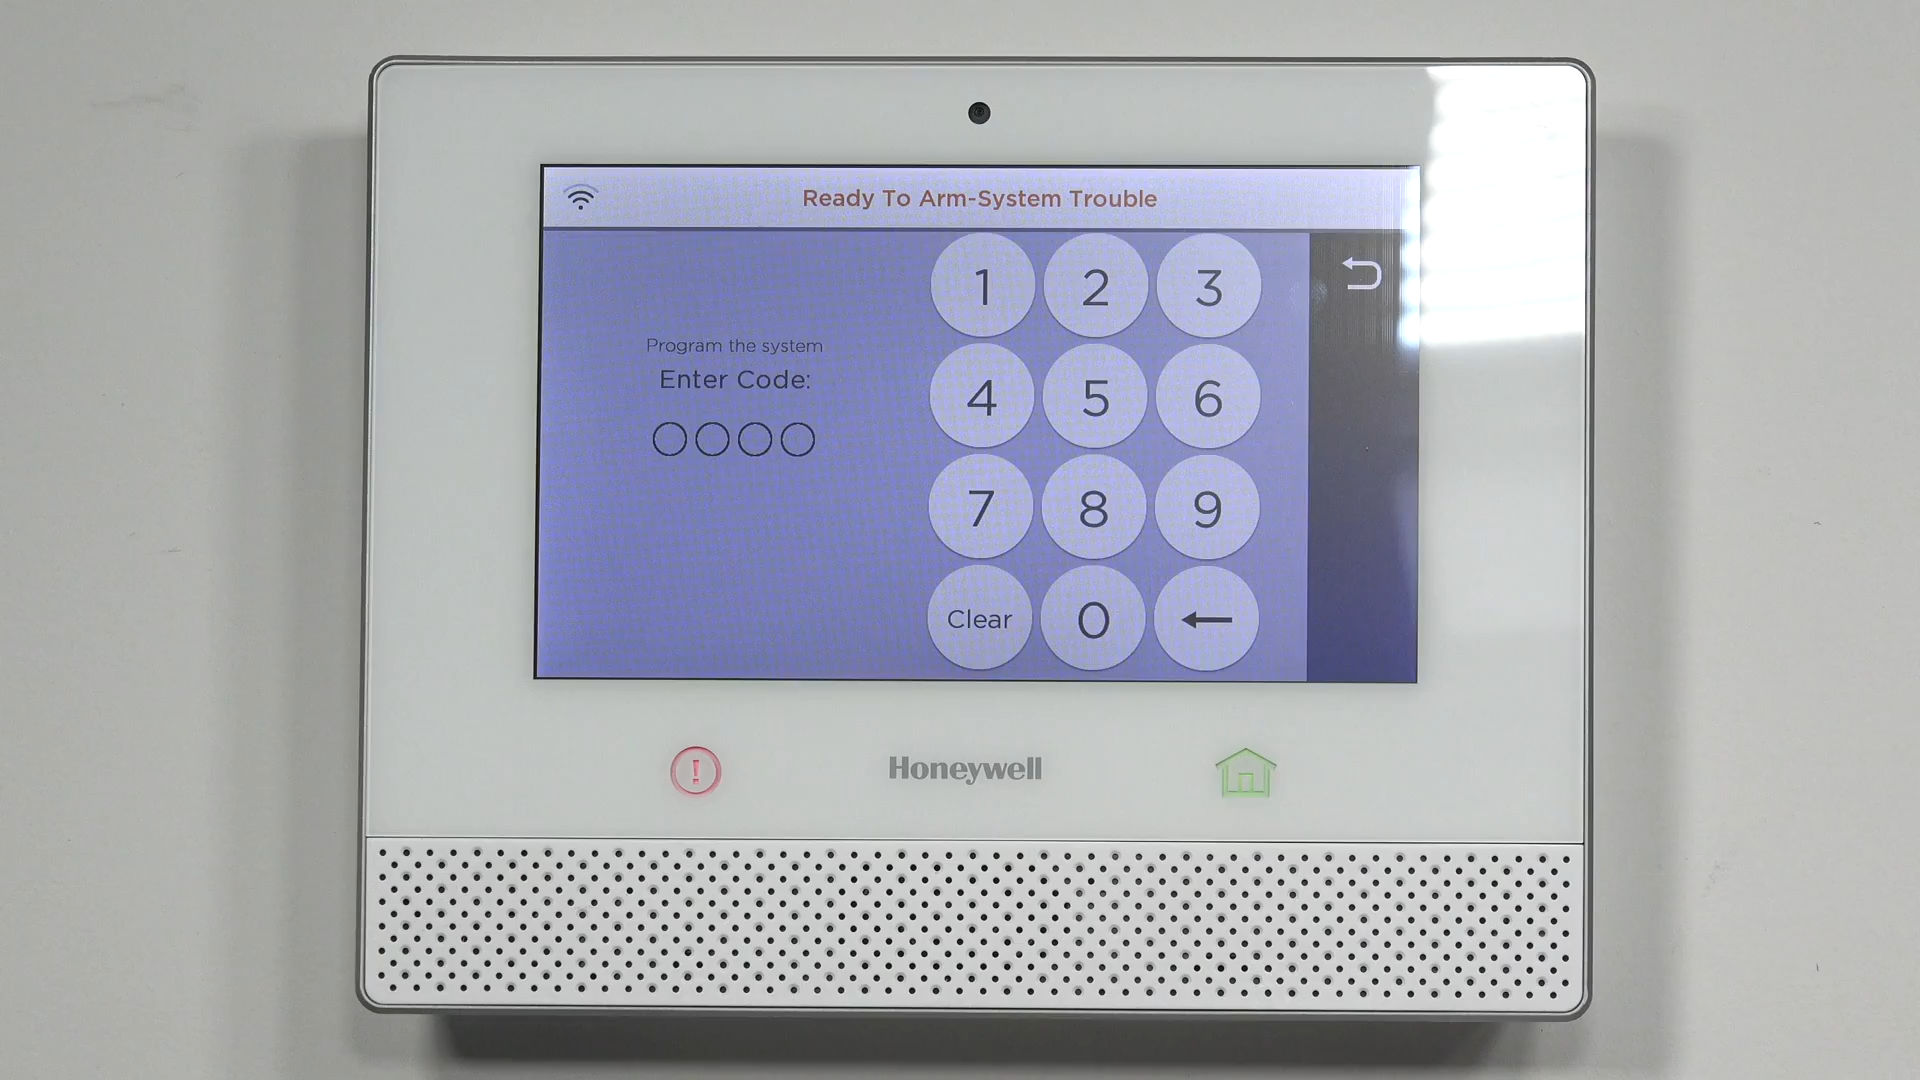 Ready To Arm-System Trouble
Program the system
Enter Code:
1 2 3
4 5 6
7 8 9
Clear 0
Honeywell